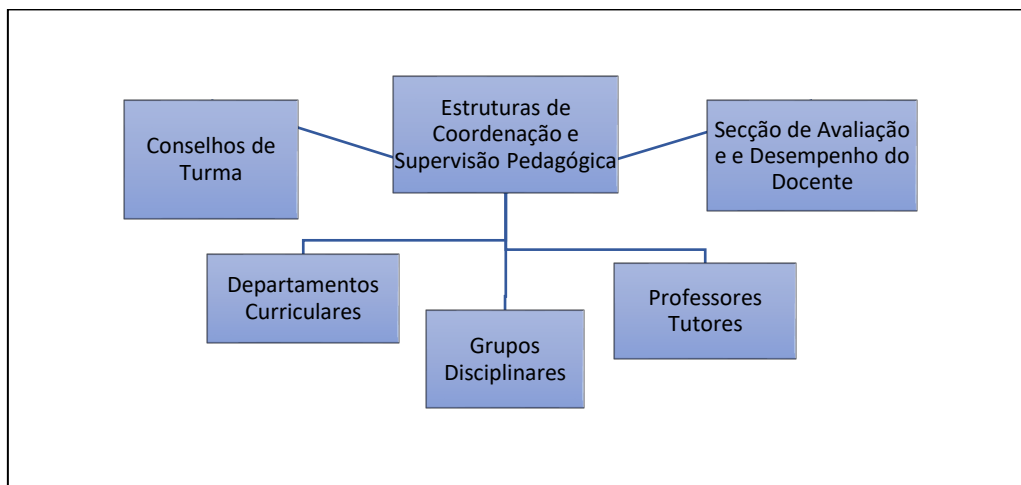 Estruturas de
Coordenação e
Supervisão Pedagógica
Conselhos de
Turma
Secção de Avaliação
e e Desempenho do
Docente
Departamentos
Curriculares
Grupos
Disciplinares
Professores
Tutores